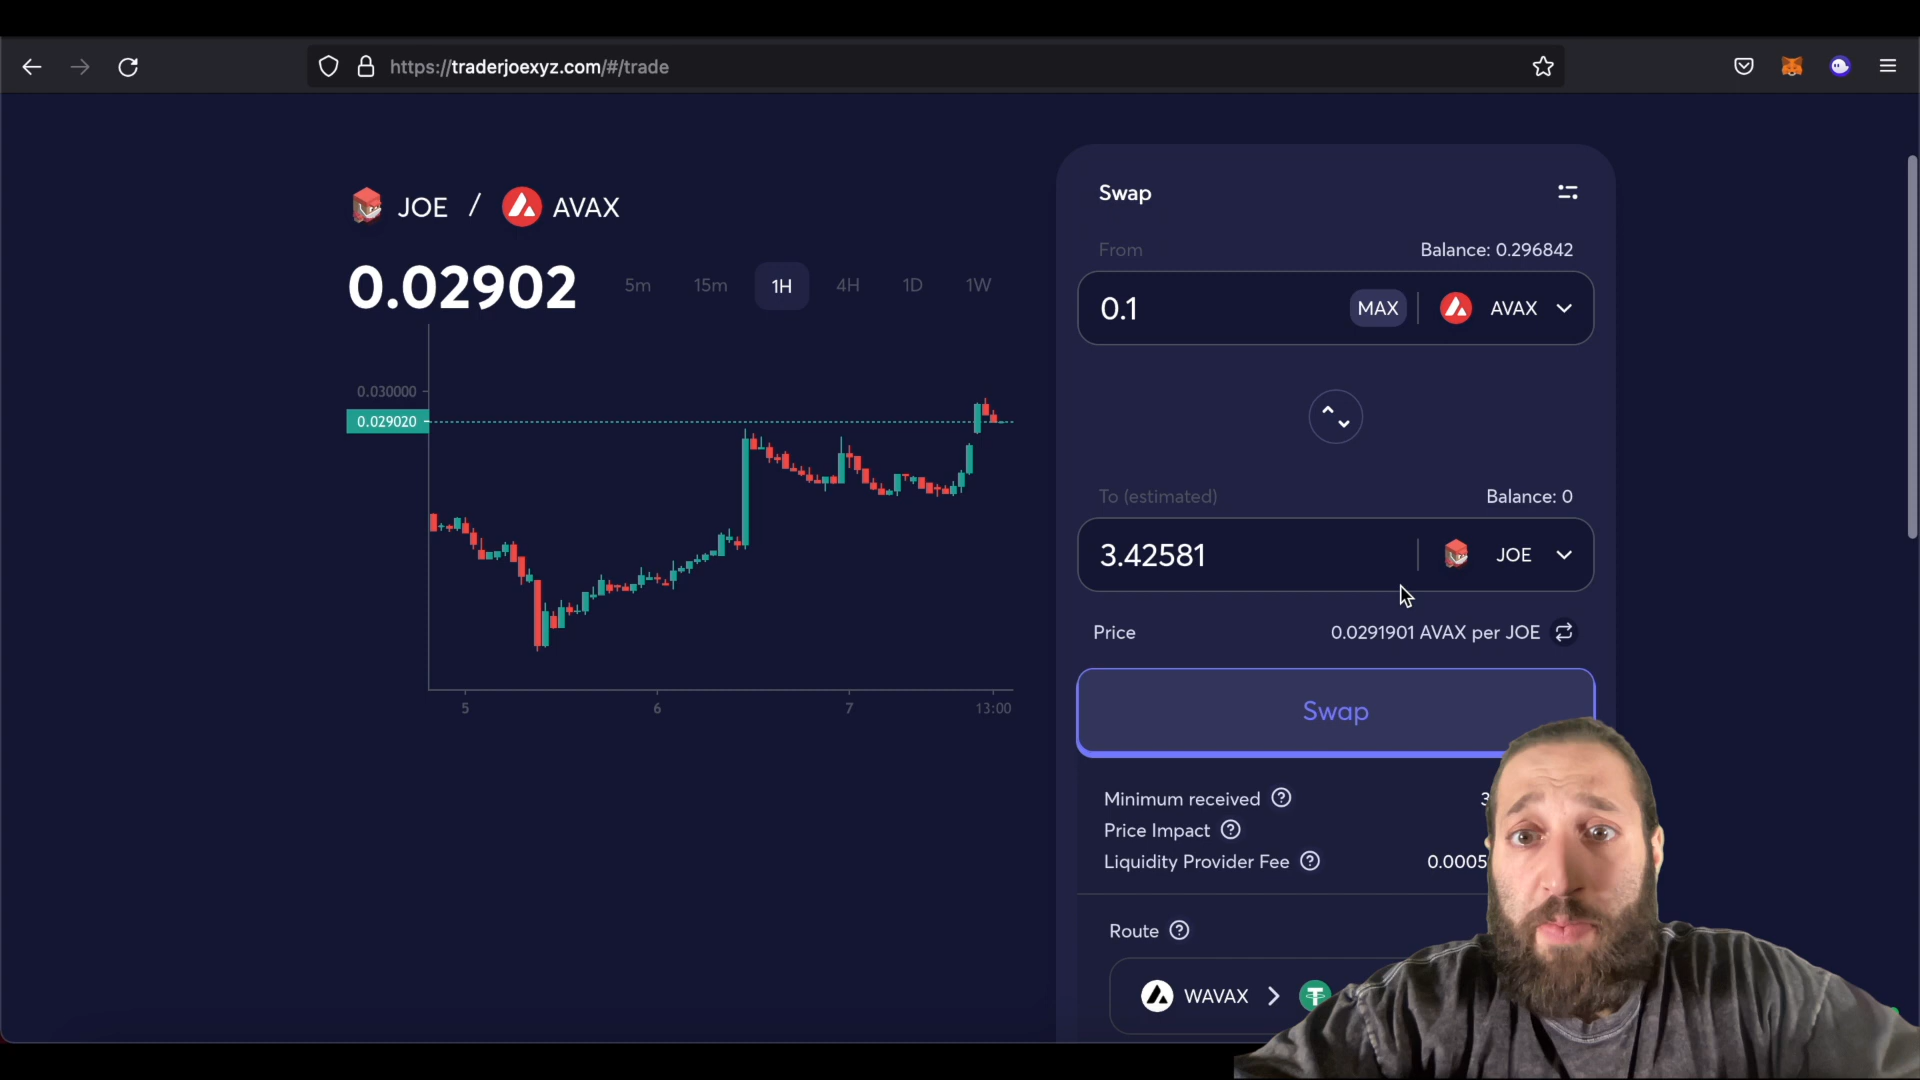 https://traderjoexyz.com/#/trade
JOE / AVAX
0.02902
5m 15m 1H 4H 1D 1W
0.030000
0.029020
5 6 7 13:00
Swap
From Balance: 0.296842
0.1 MAX AVAX
To (estimated) Balance: 0
3.42581 JOE
Price 0.0291901 AVAX per JOE
Swap
Minimum received
Price Impact
Liquidity Provider Fee 0.0005
Route
WAVAX